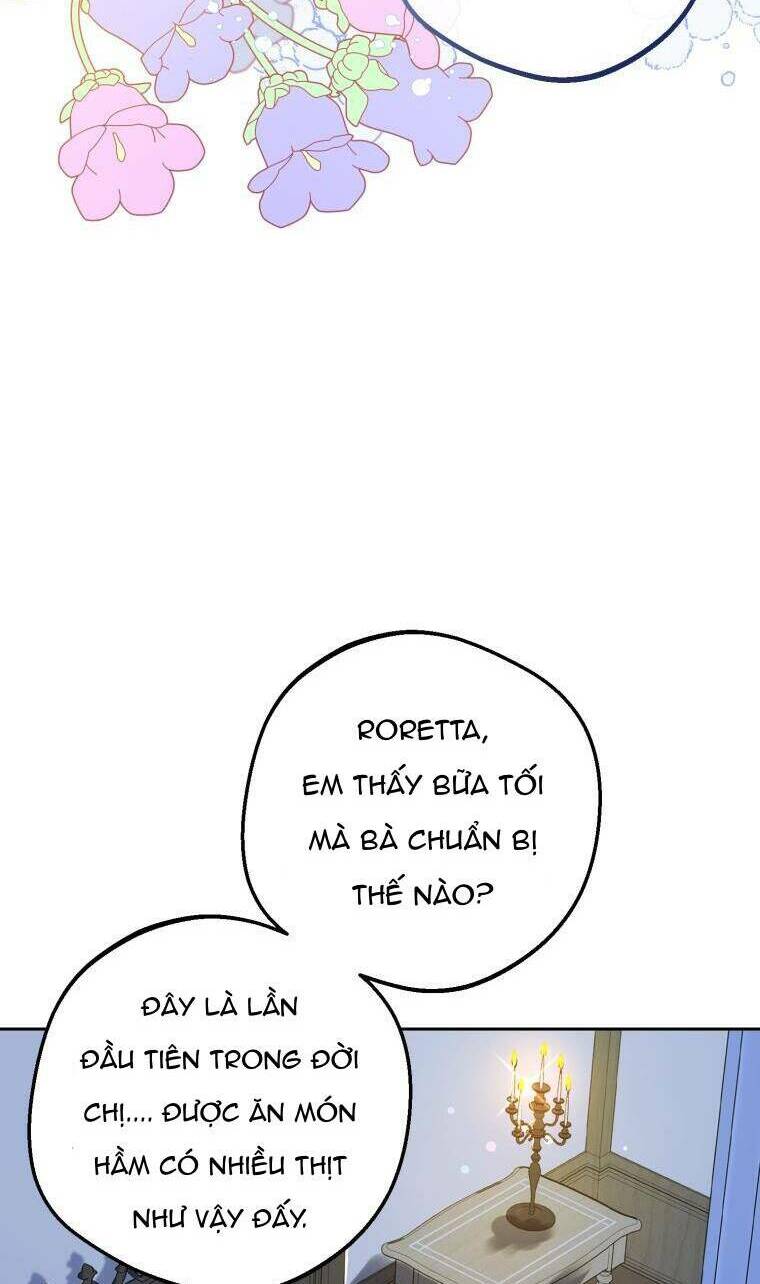 RORETTA,
EM THẤY BỮA TỐI
MÀ BÀ CHUẨN BỊ
THẾ NÀO?
ĐÂY LÀ LẦN
ĐẦU TIÊN TRONG ĐỜI
CHỊ.... ĐƯỢC ĂN MÓN
HẦM CÓ NHIỀU THỊT
NHƯ VẬY ĐẤY.